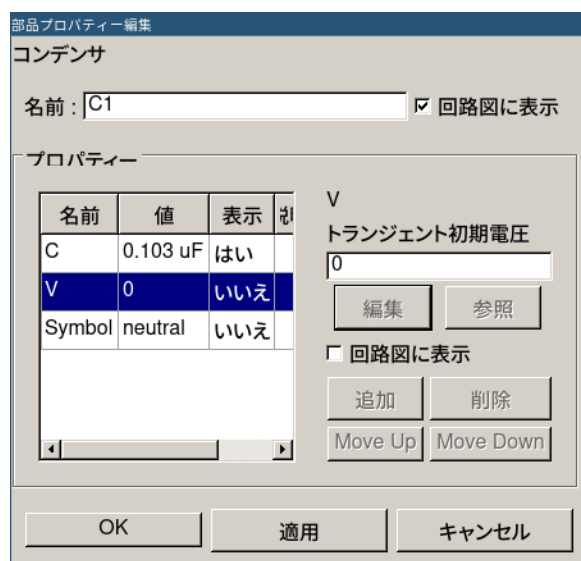 部品プロパティー編集
コンデンサ
名前 : C1
回路図に表示
プロパティー
名前 値 表示
C 0.103 uF はい
V 0 いいえ
Symbol neutral いいえ
V
トランジェント初期電圧
0
編集 参照
回路図に表示
追加 削除
Move Up Move Down
OK 適用 キャンセル